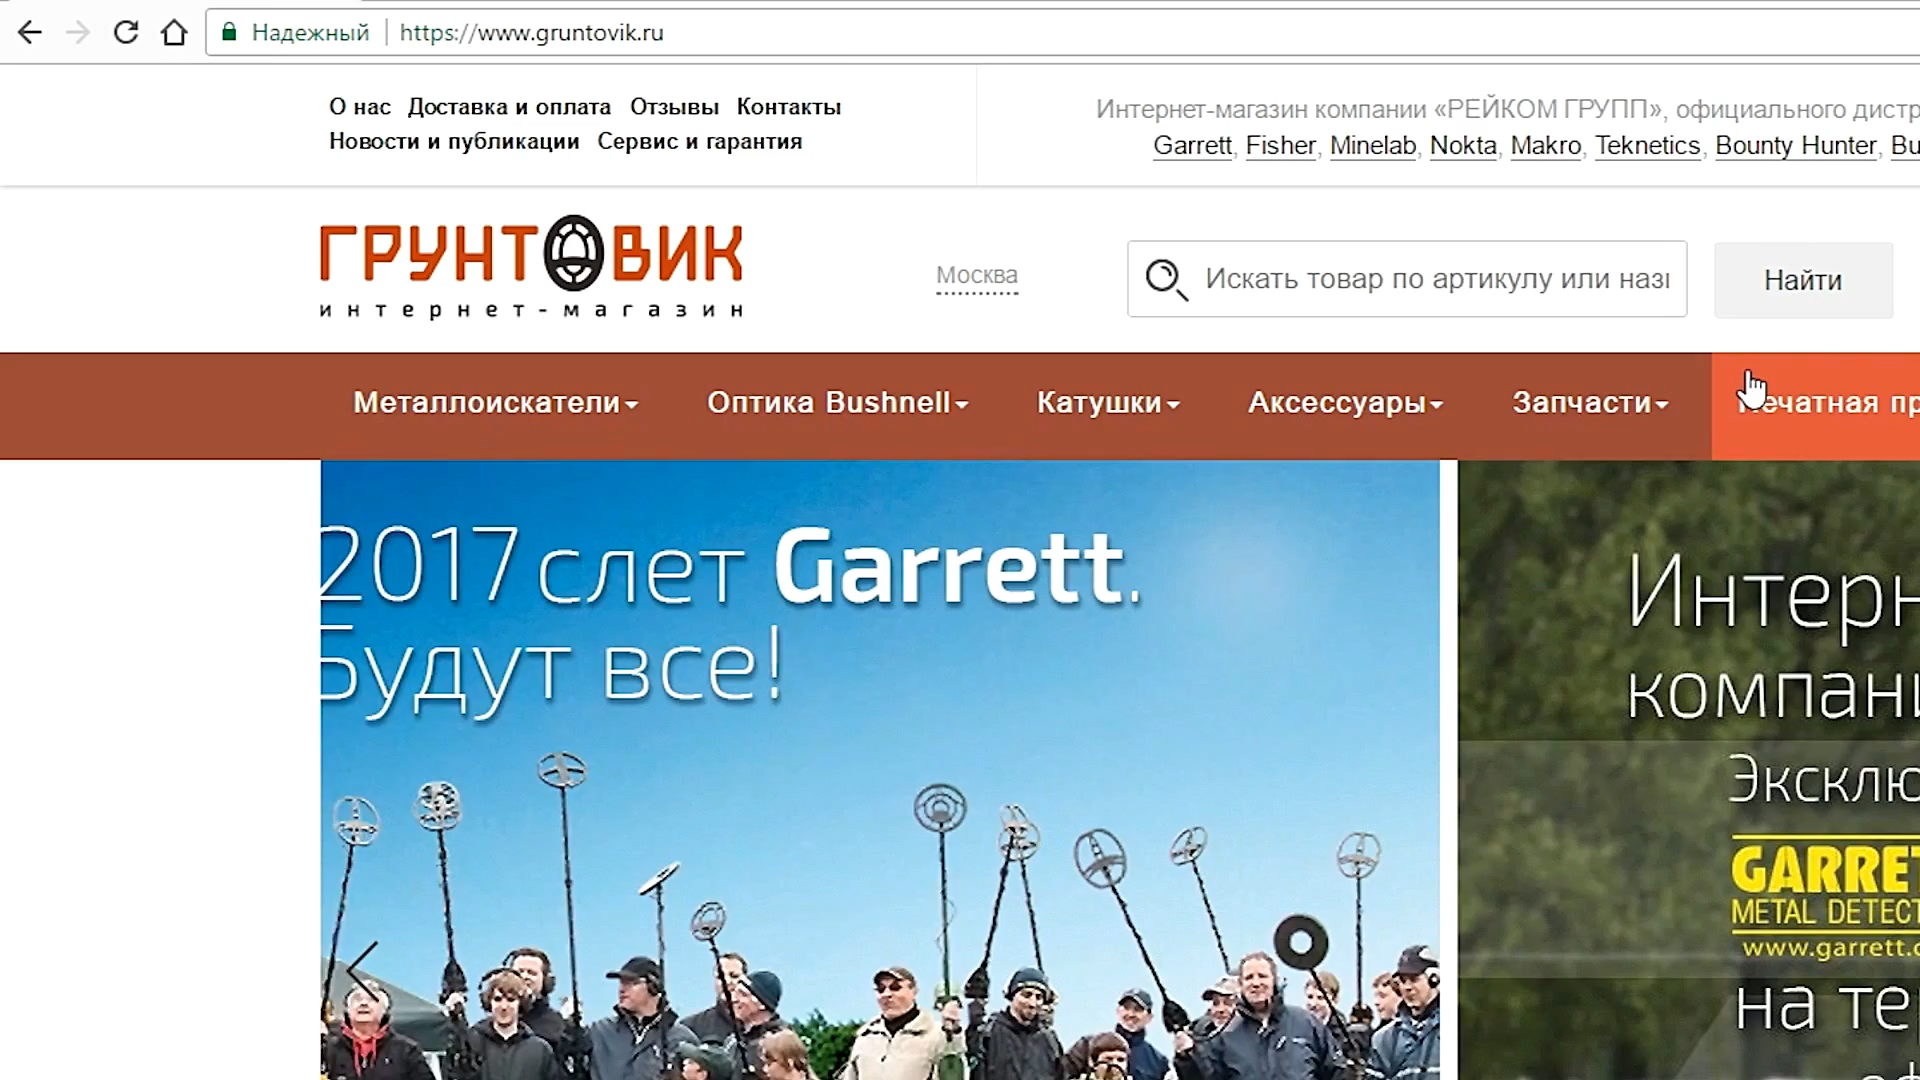 Надежный https://www.gruntovik.ru
О нас Доставка и оплата Отзывы Контакты
Новости и публикации Сервис и гарантия
Интернет-магазин компании «РЕЙКОМ ГРУПП», официального дистр
Garrett, Fisher, Minelab, Nokta, Makro, Teknetics, Bounty Hunter, Bu
ГРУНТОВИК
интернет-магазин
Москва
Искать товар по артикулу или наз
Найти
Металлоискатели Оптика Bushnell Катушки Аксессуары Запчасти Печатная пр
2017 слет Garrett.
Будут все!
Интерн
компани
Эксклю
GARRET
METAL DETECT
www.garrett.c
на те